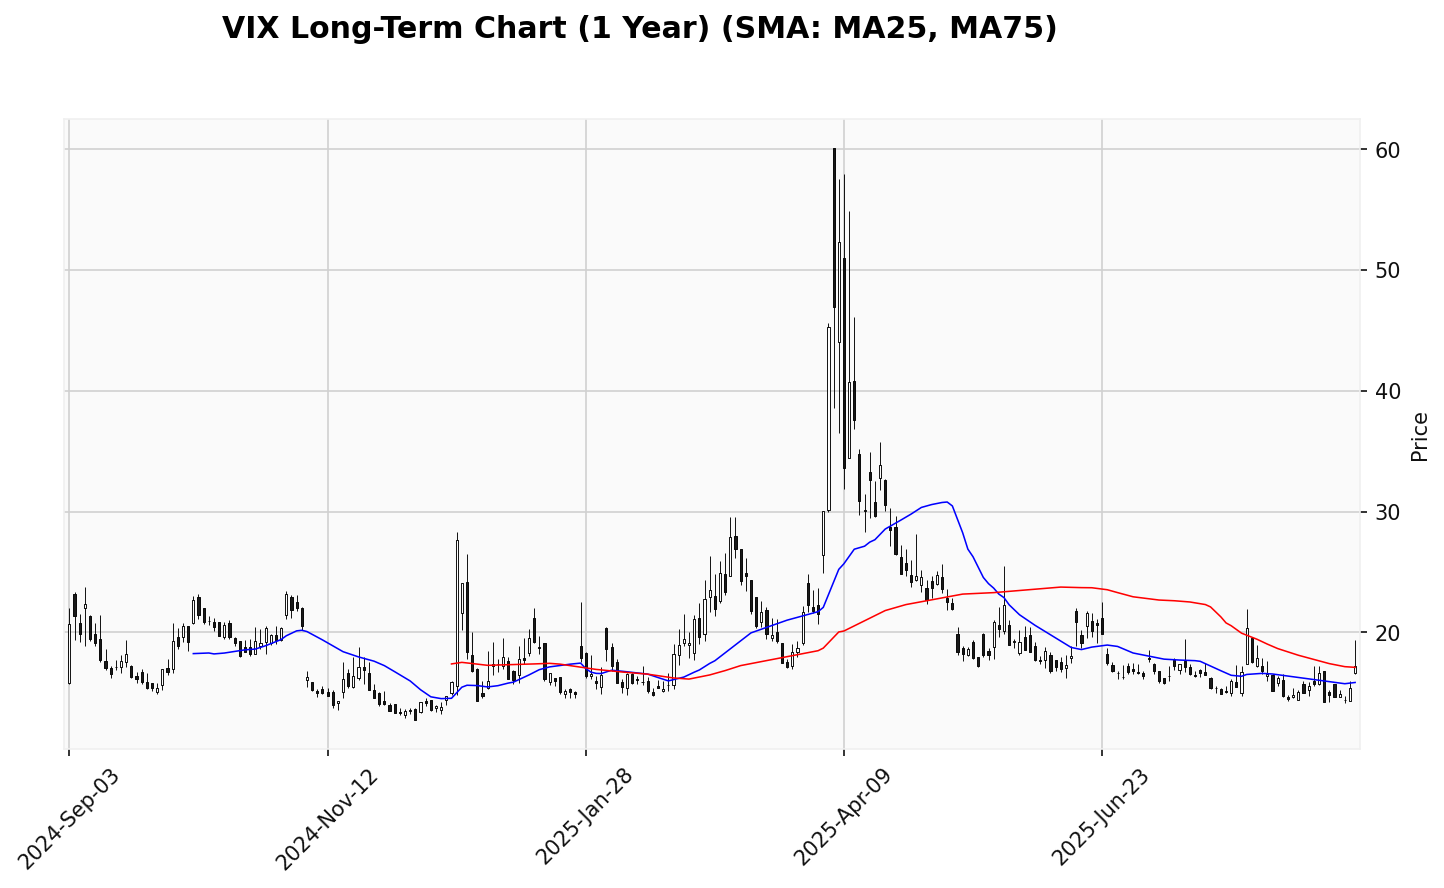 VIX Long-Term Chart (1 Year) (SMA: MA25, MA75)
60
50
40
30
20
Price
2024-Sep-03
2024-Nov-12
2025-Jan-28
2025-Apr-09
2025-Jun-23